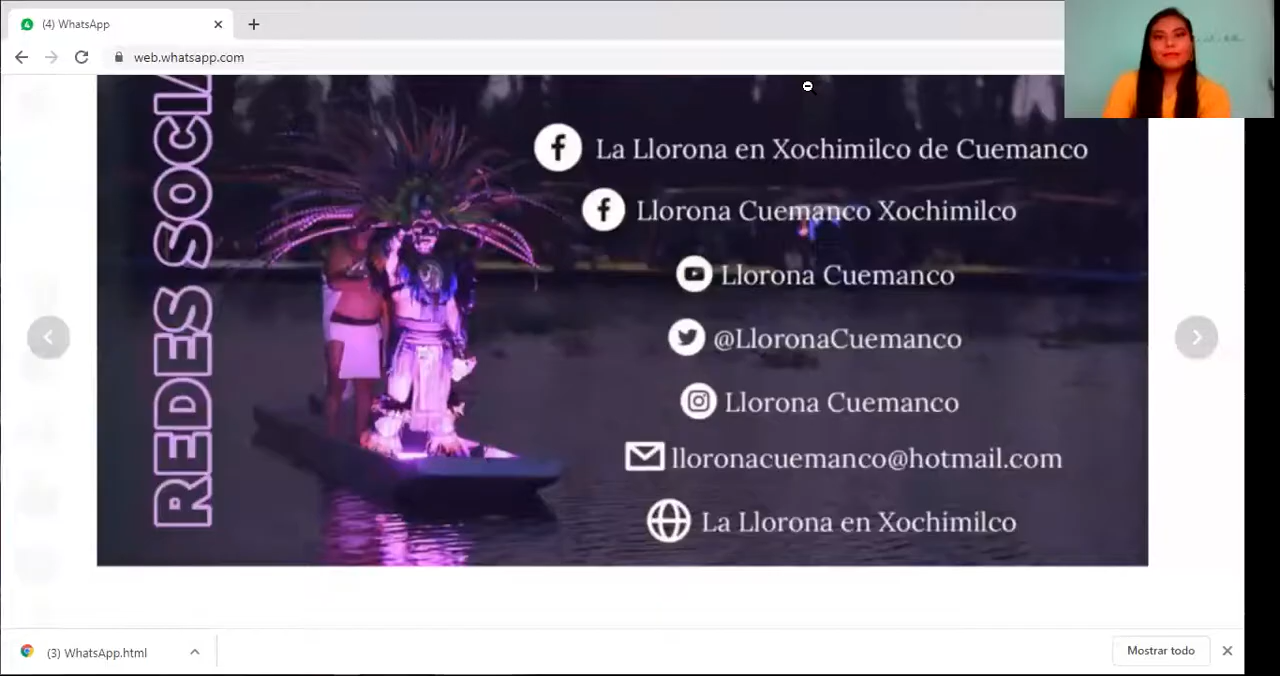 (4) WhatsApp
web.whatsapp.com
REDES SOCI
La Llorona en Xochimilco de Cuemanco
Llorona Cuemanco Xochimilco
Llorona Cuemanco
@LloronaCuemanco
Llorona Cuemanco
lloronacuemanco@hotmail.com
La Llorona en Xochimilco
(3) WhatsApp.html
Mostrar todo